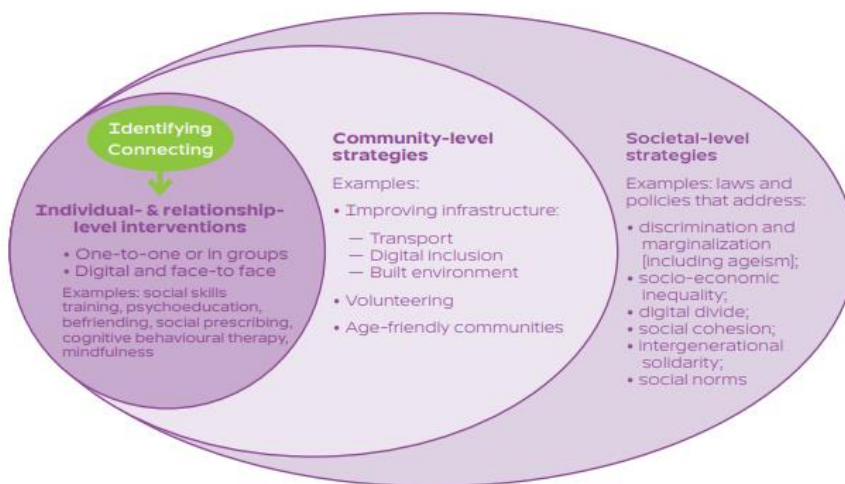 Identifying
Connecting
Individual- & relationship-
level interventions
• One-to-one or in groups
• Digital and face-to face
Examples: social skills
training, psychoeducation,
befriending, social prescribing,
cognitive behavioural therapy,
mindfulness
Community-level
strategies
Examples:
• Improving infrastructure:
— Transport
— Digital inclusion
— Built environment
• Volunteering
• Age-friendly communities
Societal-level
strategies
Examples: laws and
policies that address:
• discrimination and
marginalization
[including ageism];
• socio-economic
inequality;
• digital divide;
• social cohesion;
• intergenerational
solidarity;
• social norms